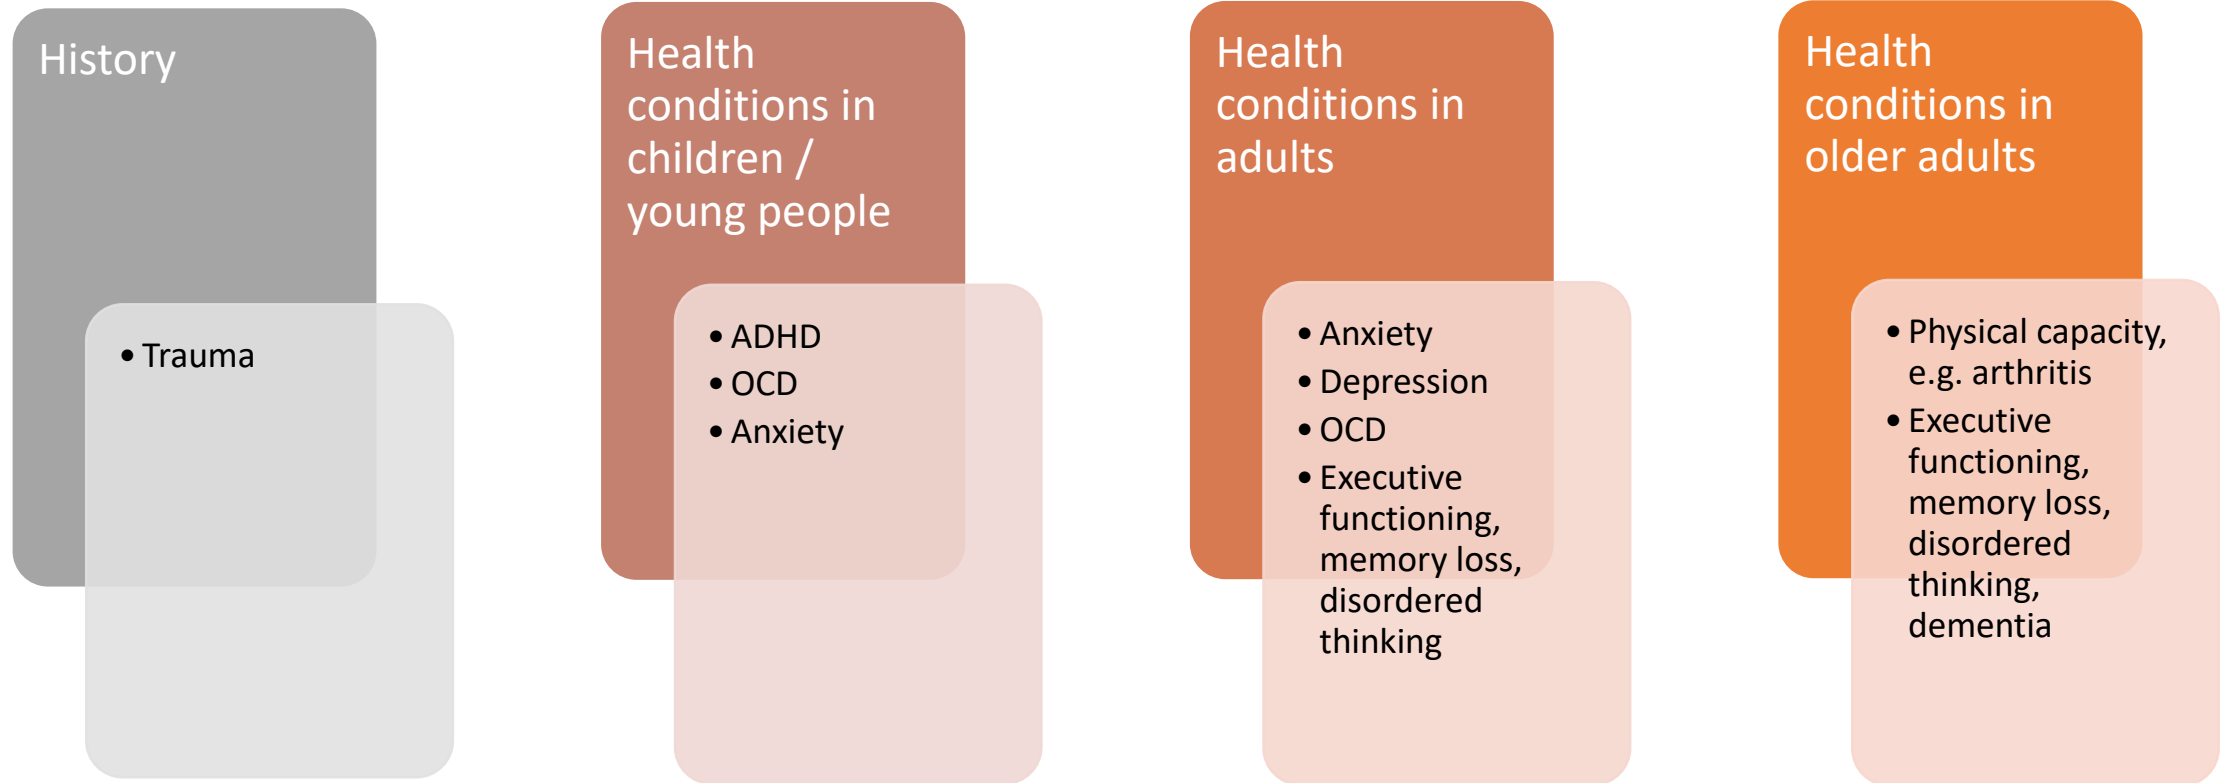 History
• Trauma
Health
conditions in
children /
young people
• ADHD
• OCD
• Anxiety
Health
conditions in
adults
• Anxiety
• Depression
• OCD
• Executive
functioning,
memory loss,
disordered
thinking
Health
conditions in
older adults
• Physical capacity,
e.g. arthritis
• Executive
functioning,
memory loss,
disordered
thinking,
dementia